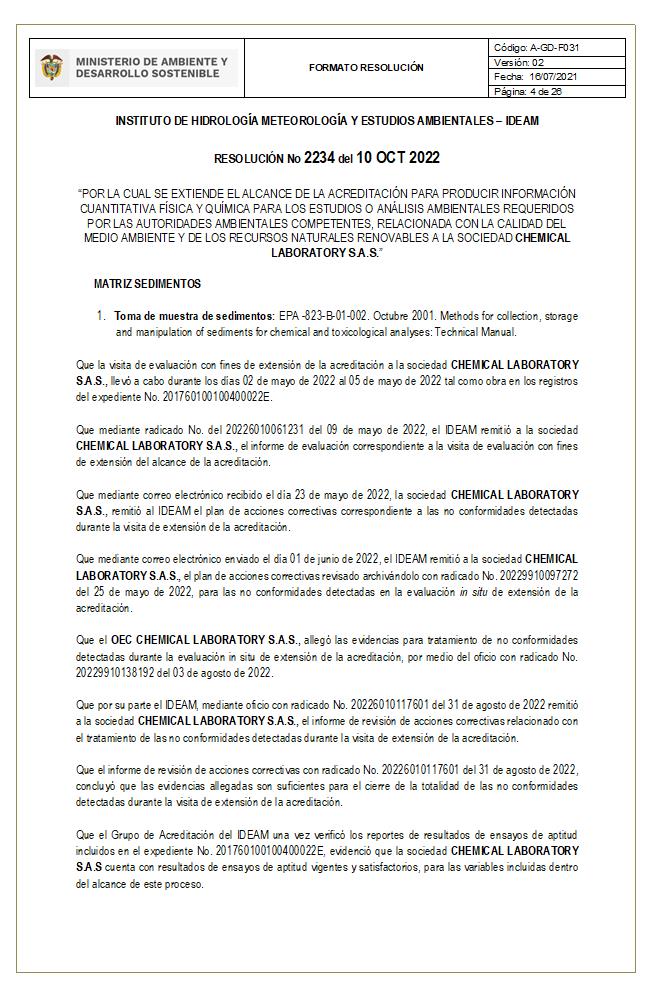 MINISTERIO DE AMBIENTE Y
DESARROLLO SOSTENIBLE
FORMATO RESOLUCIÓN
Código: A-GD-F031
Versión: 02
Fecha: 16/07/2021
Página: 4 de 26
INSTITUTO DE HIDROLOGÍA METEOROLOGÍA Y ESTUDIOS AMBIENTALES – IDEAM
RESOLUCIÓN No 2234 del 10 OCT 2022
“POR LA CUAL SE EXTIENDE EL ALCANCE DE LA ACREDITACIÓN PARA PRODUCIR INFORMACIÓN
CUANTITATIVA FÍSICA Y QUÍMICA PARA LOS ESTUDIOS O ANÁLISIS AMBIENTALES REQUERIDOS
POR LAS AUTORIDADES AMBIENTALES COMPETENTES, RELACIONADA CON LA CALIDAD DEL
MEDIO AMBIENTE Y DE LOS RECURSOS NATURALES RENOVABLES A LA SOCIEDAD CHEMICAL
LABORATORY S.A.S.”
MATRIZ SEDIMENTOS
1. Toma de muestra de sedimentos: EPA -823-B-01-002. Octubre 2001. Methods for collection, storage
and manipulation of sediments for chemical and toxicological analyses: Technical Manual.
Que la visita de evaluación con fines de extensión de la acreditación a la sociedad CHEMICAL LABORATORY
S.A.S., llevó a cabo durante los días 02 de mayo de 2022 al 05 de mayo de 2022 tal como obra en los registros
del expediente No. 201760100100400022E.
Que mediante radicado No. del 20226010061231 del 09 de mayo de 2022, el IDEAM remitió a la sociedad
CHEMICAL LABORATORY S.A.S., el informe de evaluación correspondiente a la visita de evaluación con fines
de extensión del alcance de la acreditación.
Que mediante correo electrónico recibido el día 23 de mayo de 2022, la sociedad CHEMICAL LABORATORY
S.A.S., remitió al IDEAM el plan de acciones correctivas correspondiente a las no conformidades detectadas
durante la visita de extensión de la acreditación.
Que mediante correo electrónico enviado el día 01 de junio de 2022, el IDEAM remitió a la sociedad CHEMICAL
LABORATORY S.A.S., el plan de acciones correctivas revisado archivándolo con radicado No. 20229910097272
del 25 de mayo de 2022, para las no conformidades detectadas en la evaluación in situ de extensión de la
acreditación.
Que el OEC CHEMICAL LABORATORY S.A.S., allegó las evidencias para tratamiento de no conformidades
detectadas durante la evaluación in situ de extensión de la acreditación, por medio del oficio con radicado No.
20229910138192 del 03 de agosto de 2022.
Que por su parte el IDEAM, mediante oficio con radicado No. 20226010117601 del 31 de agosto de 2022 remitió
a la sociedad CHEMICAL LABORATORY S.A.S., el informe de revisión de acciones correctivas relacionado con
el tratamiento de las no conformidades detectadas durante la visita de extensión de la acreditación.
Que el informe de revisión de acciones correctivas con radicado No. 20226010117601 del 31 de agosto de 2022,
concluyó que las evidencias allegadas son suficientes para el cierre de la totalidad de las no conformidades
detectadas durante la visita de extensión de la acreditación.
Que el Grupo de Acreditación del IDEAM una vez verificó los reportes de resultados de ensayos de aptitud
incluidos en el expediente No. 201760100100400022E, evidenció que la sociedad CHEMICAL LABORATORY
S.A.S cuenta con resultados de ensayos de aptitud vigentes y satisfactorios, para las variables incluidas dentro
del alcance de este proceso.